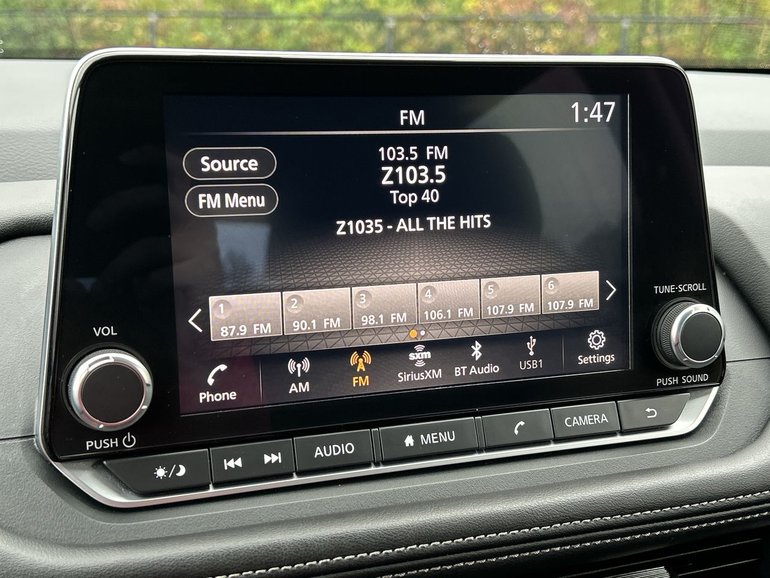 FM 1:47
Source
FM Menu
103.5 FM
Z103.5
Top 40
Z1035 - ALL THE HITS
1 2 3 4 5 6
87.9 FM 90.1 FM 98.1 FM 106.1 FM 107.9 FM 107.9 FM
Phone AM FM SXM SiriusXM BT Audio USB1 Settings
VOL
PUSH
TUNE·SCROLL
PUSH SOUND
AUDIO MENU CAMERA